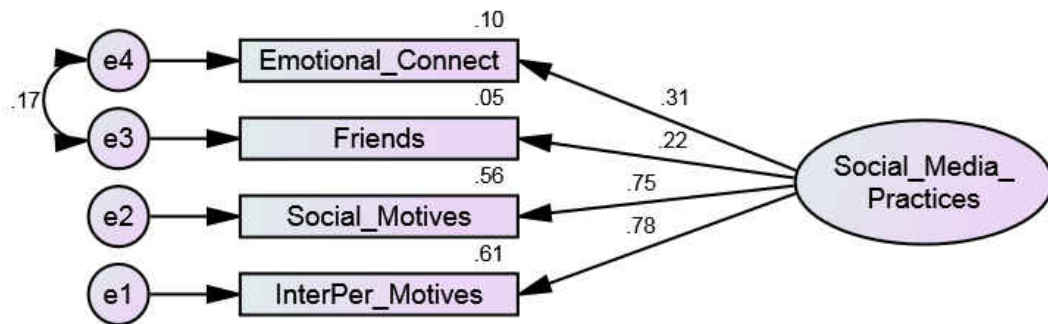 .10
e4
Emotional_Connect
.31
.17
.05
e3
Friends
.22
Social_Media_
Practices
.56
e2
Social_Motives
.75
.61
e1
InterPer_Motives
.78